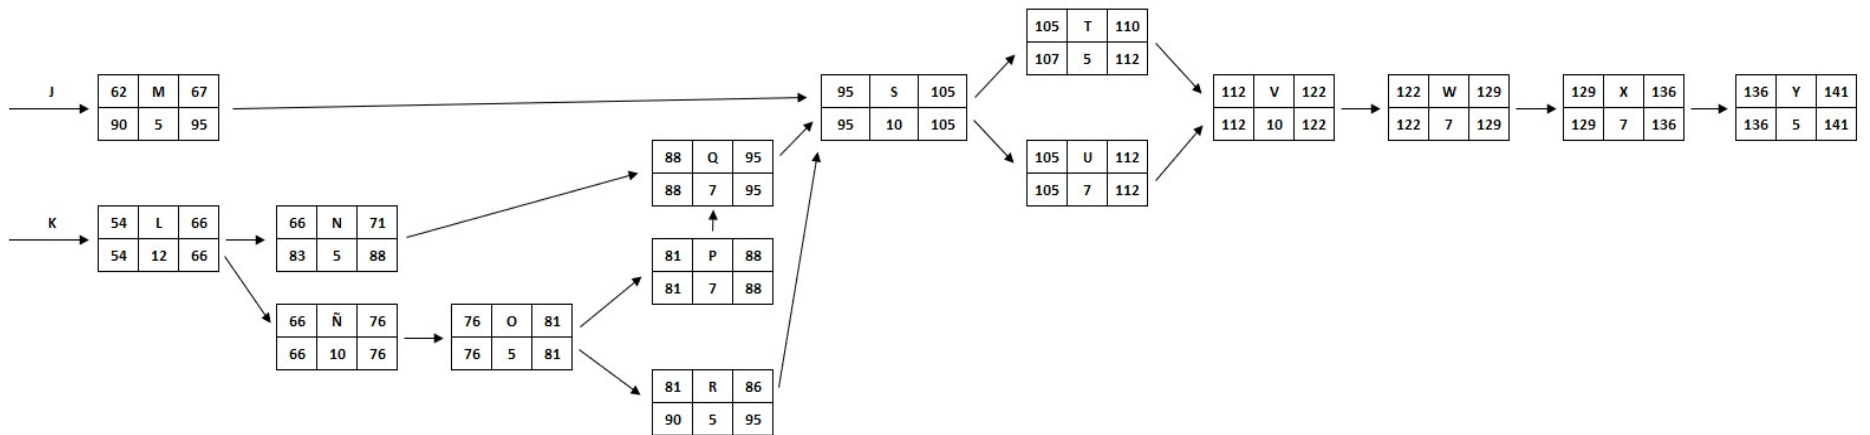 J
62 M 67
90 5 95
K
54 L 66
54 12 66
66 N 71
83 5 88
66 Ñ 76
66 10 76
76 O 81
76 5 81
88 Q 95
88 7 95
81 P 88
81 7 88
81 R 86
90 5 95
95 S 105
95 10 105
105 T 110
107 5 112
105 U 112
105 7 112
112 V 122
112 10 122
122 W 129
122 7 129
129 X 136
129 7 136
136 Y 141
136 5 141